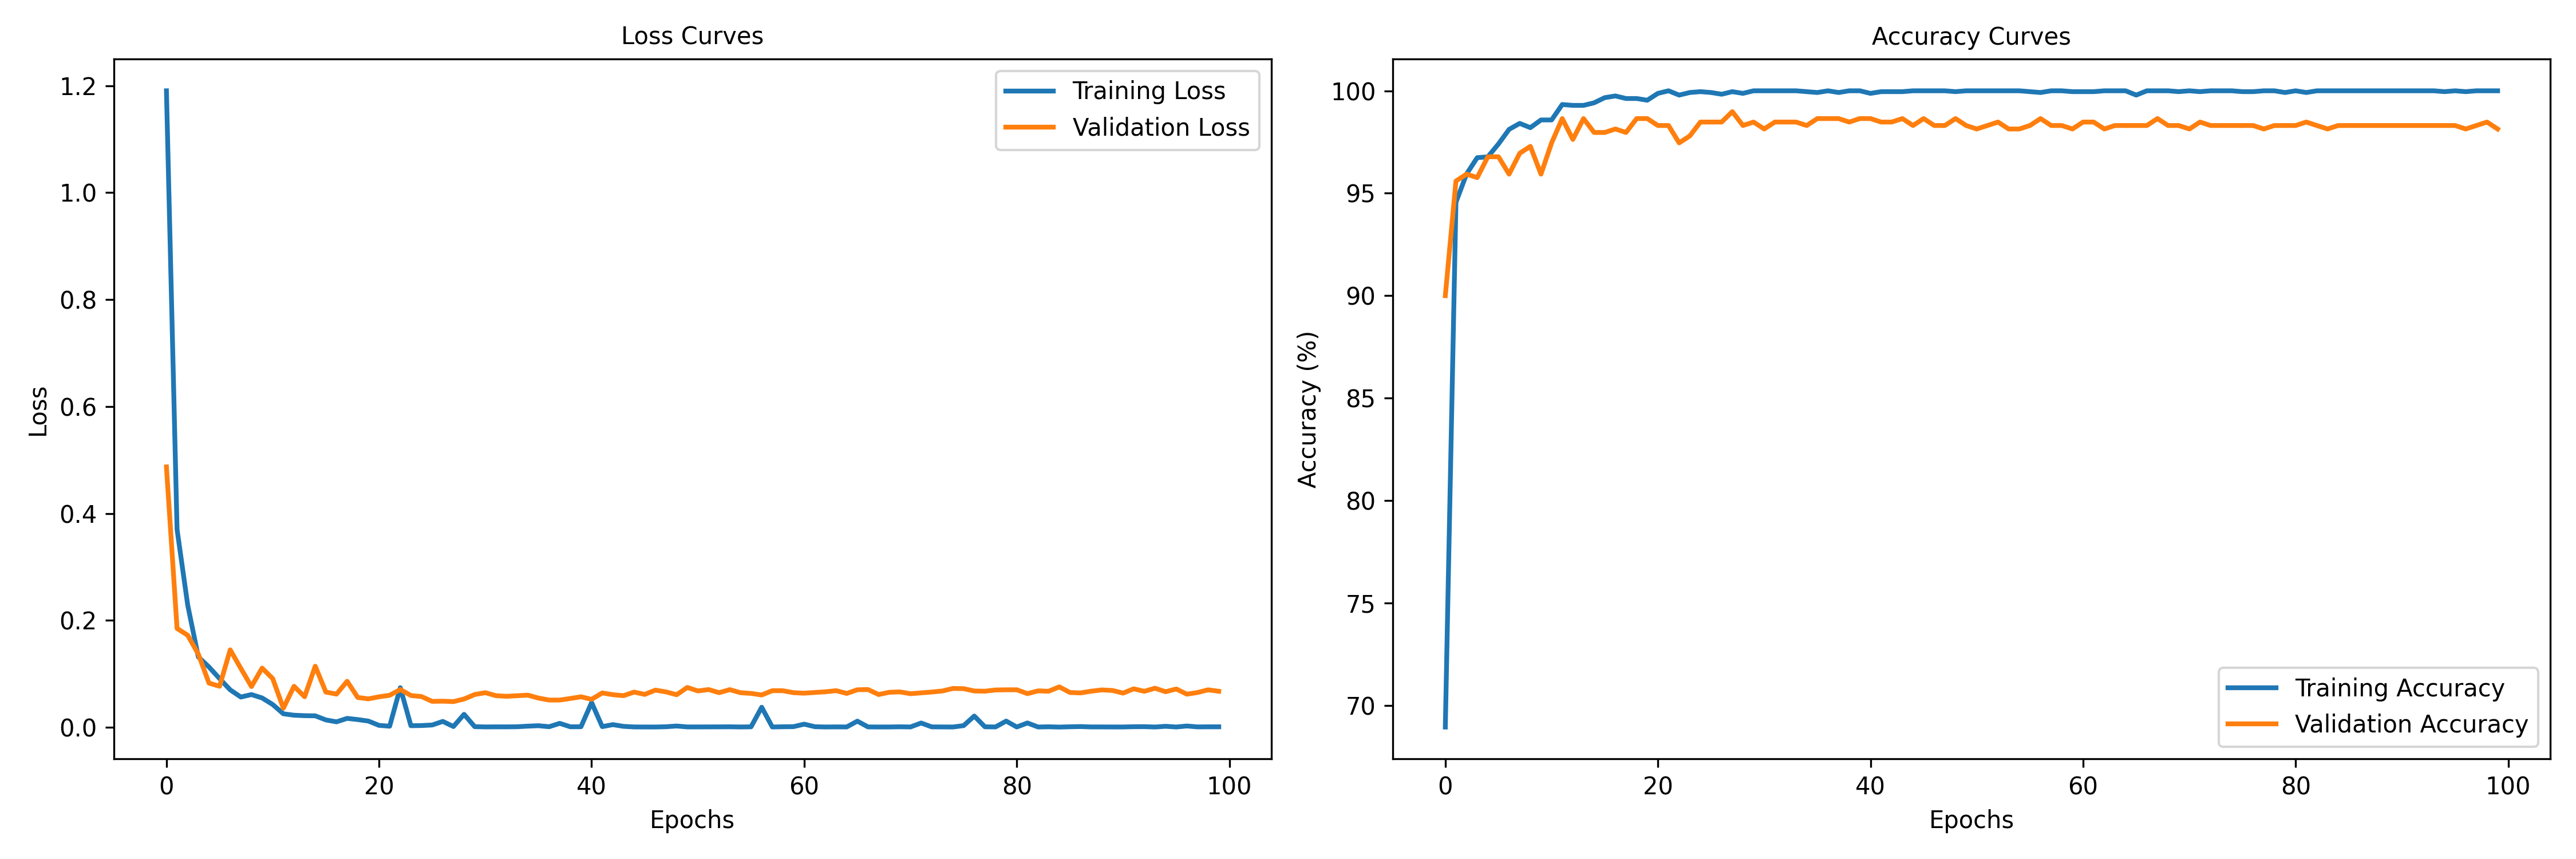 Loss Curves
1.2
1.0
0.8
0.6
0.4
0.2
0.0
Loss
0 20 40 60 80 100
Epochs
Training Loss
Validation Loss
Accuracy Curves
100
95
90
85
80
75
70
Accuracy (%)
0 20 40 60 80 100
Epochs
Training Accuracy
Validation Accuracy